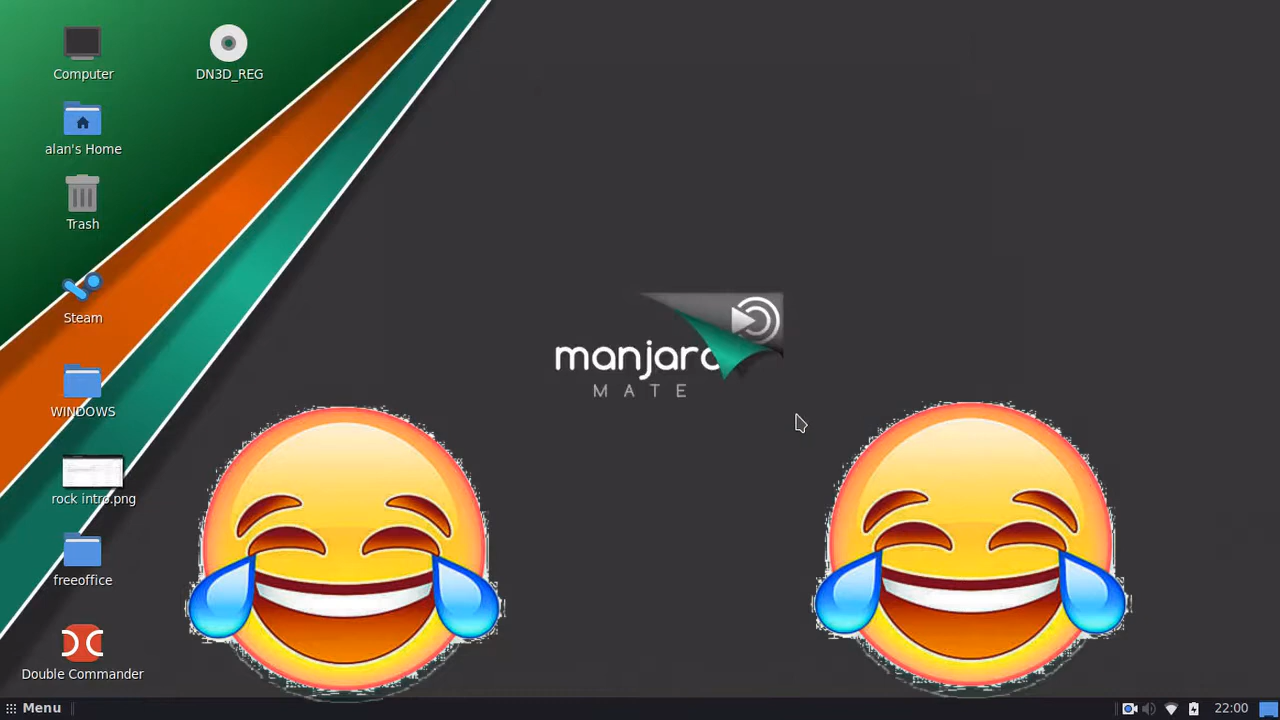 Computer
DN3D_REG
alan's Home
Trash
Steam
WINDOWS
rock intro.png
freeoffice
Double Commander
manjaro
MATE
Menu
22:00